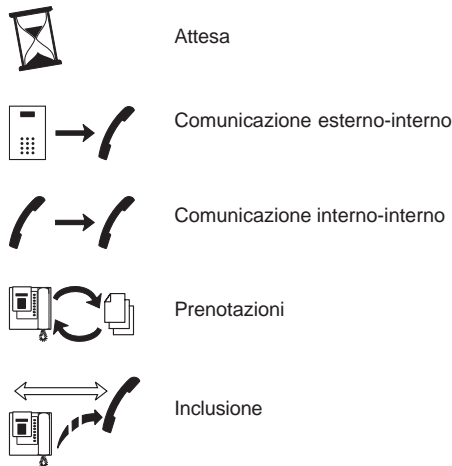 Attesa
Comunicazione esterno-interno
Comunicazione interno-interno
Prenotazioni
Inclusione